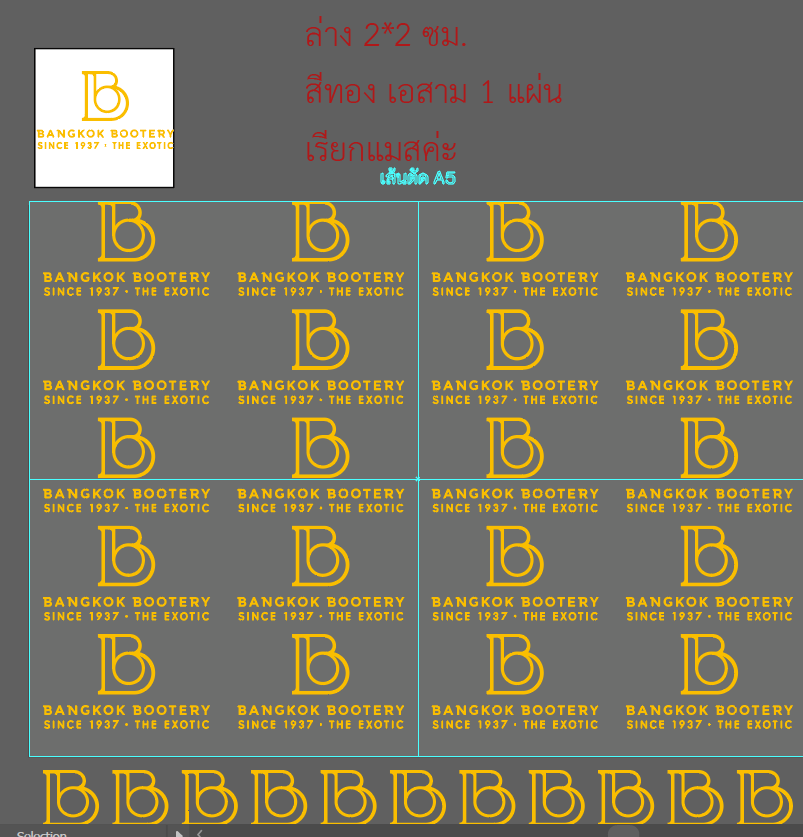 ล่าง 2*2 ซม.
สีทอง เอสาม 1 แผ่น
เรียกแมสค่ะ
เส้นตัด A5
B
BANGKOK BOOTERY
SINCE 1937 · THE EXOTIC
B B B B
BANGKOK BOOTERY BANGKOK BOOTERY BANGKOK BOOTERY BANGKOK BOOTERY
SINCE 1937 · THE EXOTIC SINCE 1937 · THE EXOTIC SINCE 1937 · THE EXOTIC SINCE 1937 · THE EXOTIC
B B B B
BANGKOK BOOTERY BANGKOK BOOTERY BANGKOK BOOTERY BANGKOK BOOTERY
SINCE 1937 · THE EXOTIC SINCE 1937 · THE EXOTIC SINCE 1937 · THE EXOTIC SINCE 1937 · THE EXOTIC
B B B B
BANGKOK BOOTERY BANGKOK BOOTERY BANGKOK BOOTERY BANGKOK BOOTERY
SINCE 1937 · THE EXOTIC SINCE 1937 · THE EXOTIC SINCE 1937 · THE EXOTIC SINCE 1937 · THE EXOTIC
B B B B
BANGKOK BOOTERY BANGKOK BOOTERY BANGKOK BOOTERY BANGKOK BOOTERY
SINCE 1937 · THE EXOTIC SINCE 1937 · THE EXOTIC SINCE 1937 · THE EXOTIC SINCE 1937 · THE EXOTIC
B B B B
BANGKOK BOOTERY BANGKOK BOOTERY BANGKOK BOOTERY BANGKOK BOOTERY
SINCE 1937 · THE EXOTIC SINCE 1937 · THE EXOTIC SINCE 1937 · THE EXOTIC SINCE 1937 · THE EXOTIC
B B B B B B B B B B B
Selection